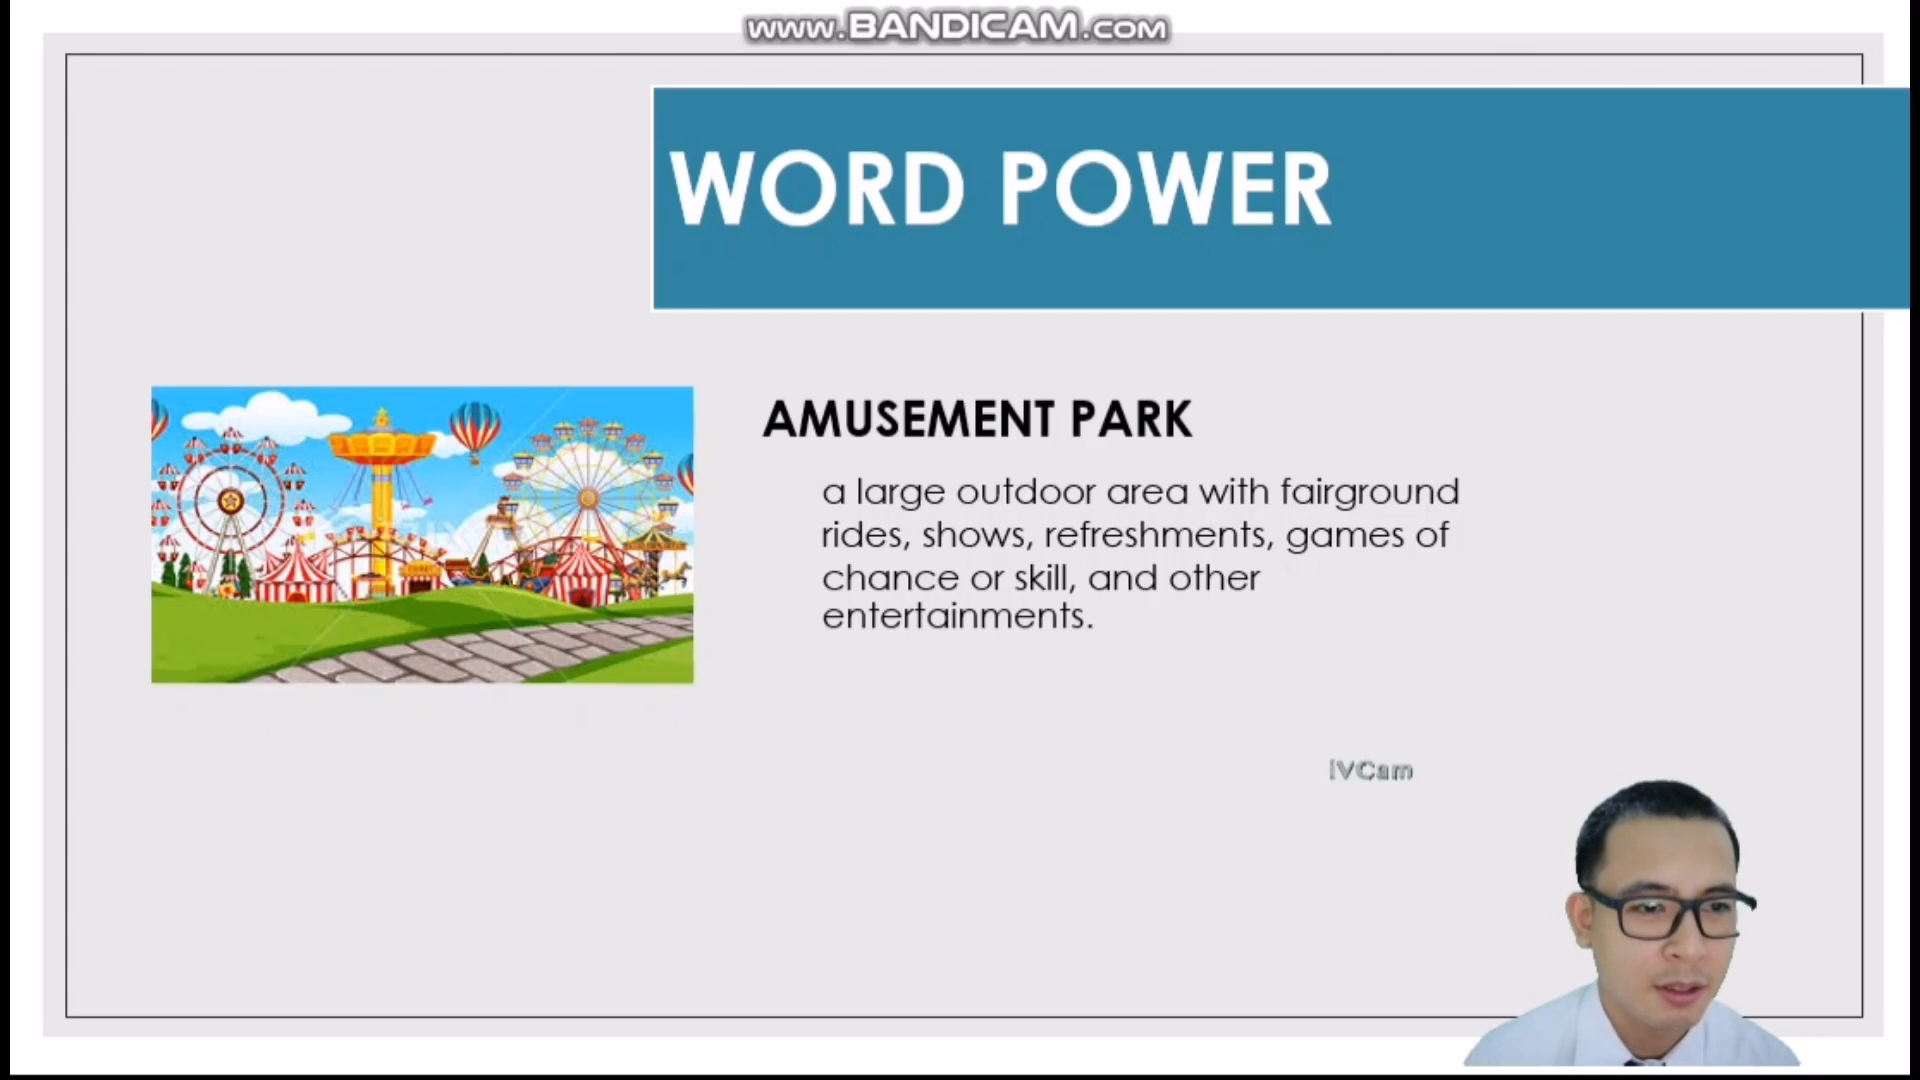 www.BANDICAM.com
WORD POWER
AMUSEMENT PARK
a large outdoor area with fairground
rides, shows, refreshments, games of
chance or skill, and other
entertainments.
iVCam